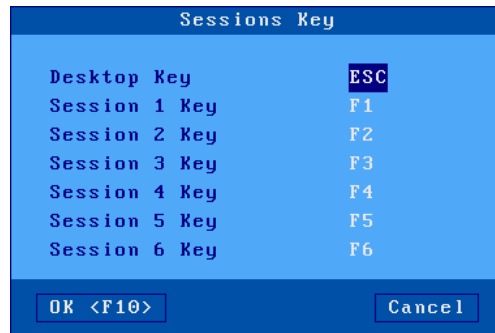 Sessions Key
Desktop Key ESC
Session 1 Key F1
Session 2 Key F2
Session 3 Key F3
Session 4 Key F4
Session 5 Key F5
Session 6 Key F6
OK <F10> Cancel